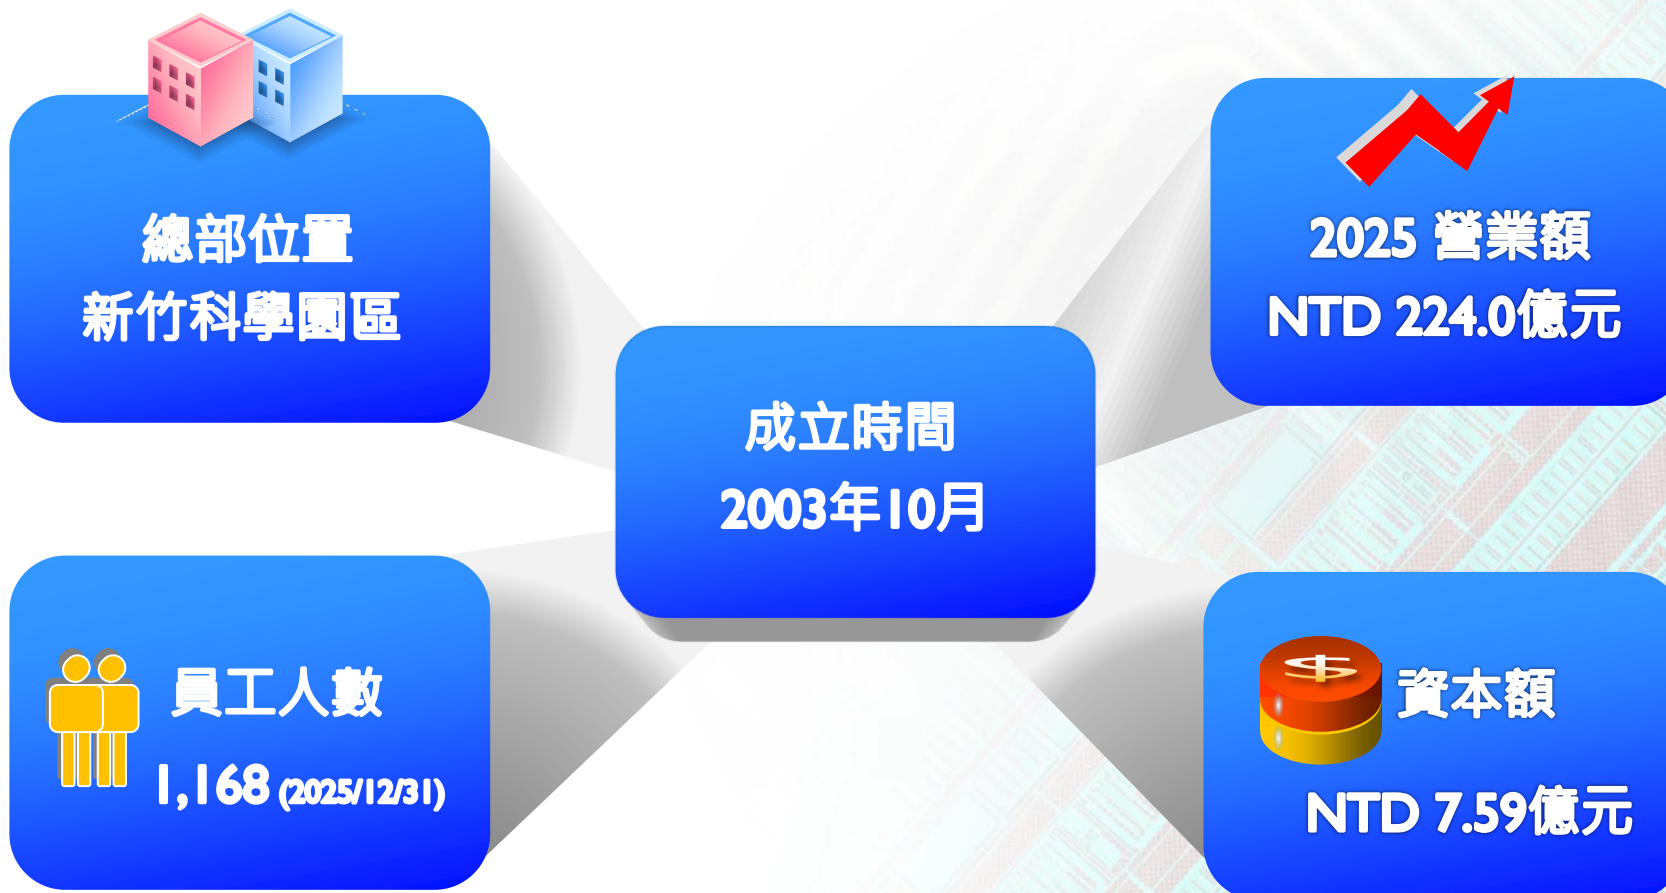 總部位置
新竹科學園區
2025 營業額
NTD 224.0億元
成立時間
2003年10月
員工人數
1,168 (2025/12/31)
資本額
NTD 7.59億元